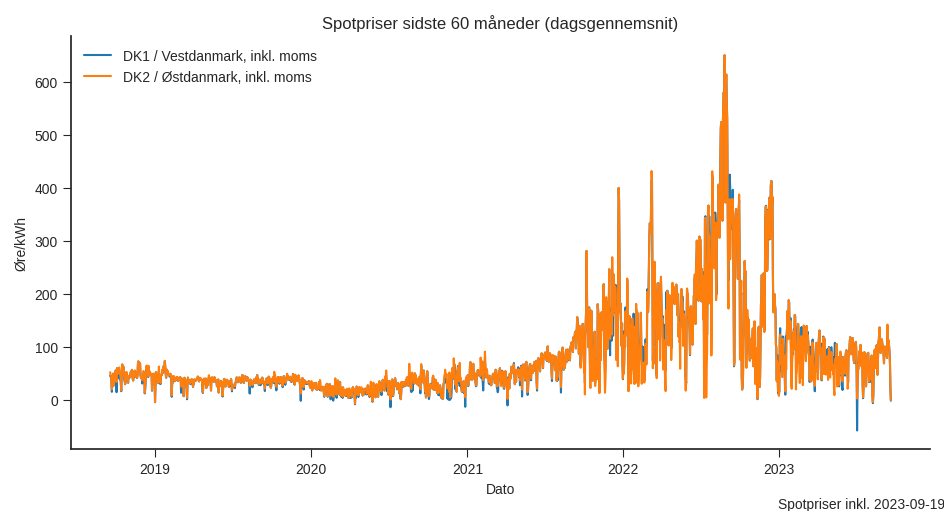 Spotpriser sidste 60 måneder (dagsgennemsnit)
DK1 / Vestdanmark, inkl. moms
DK2 / Østdanmark, inkl. moms
600
500
400
300
200
100
0
Øre/kWh
2019
2020
2021
2022
2023
Dato
Spotpriser inkl. 2023-09-19